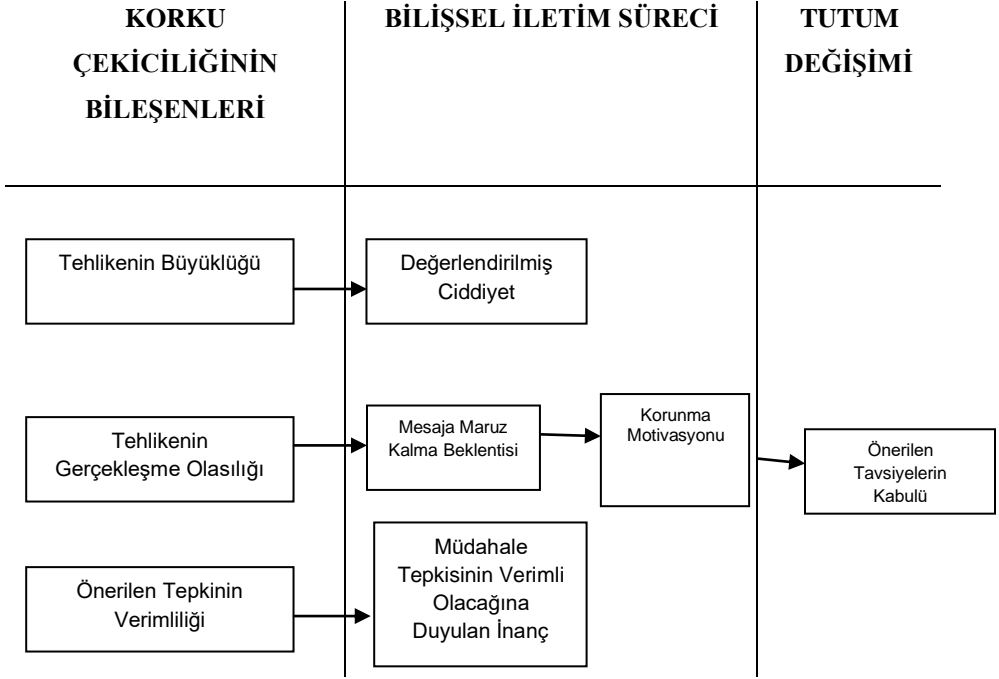 KORKU
ÇEKİCİLİĞİNİN
BİLEŞENLERİ
BİLİŞSEL İLETİM SÜRECİ
TUTUM
DEĞİŞİMİ
Tehlikenin Büyüklüğü
Değerlendirilmiş
Ciddiyet
Tehlikenin
Gerçekleşme Olasılığı
Mesaja Maruz
Kalma Beklentisi
Korunma
Motivasyonu
Önerilen
Tavsiyelerin
Kabulü
Önerilen Tepkinin
Verimliliği
Müdahale
Tepkisinin Verimli
Olacağına
Duyulan İnanç